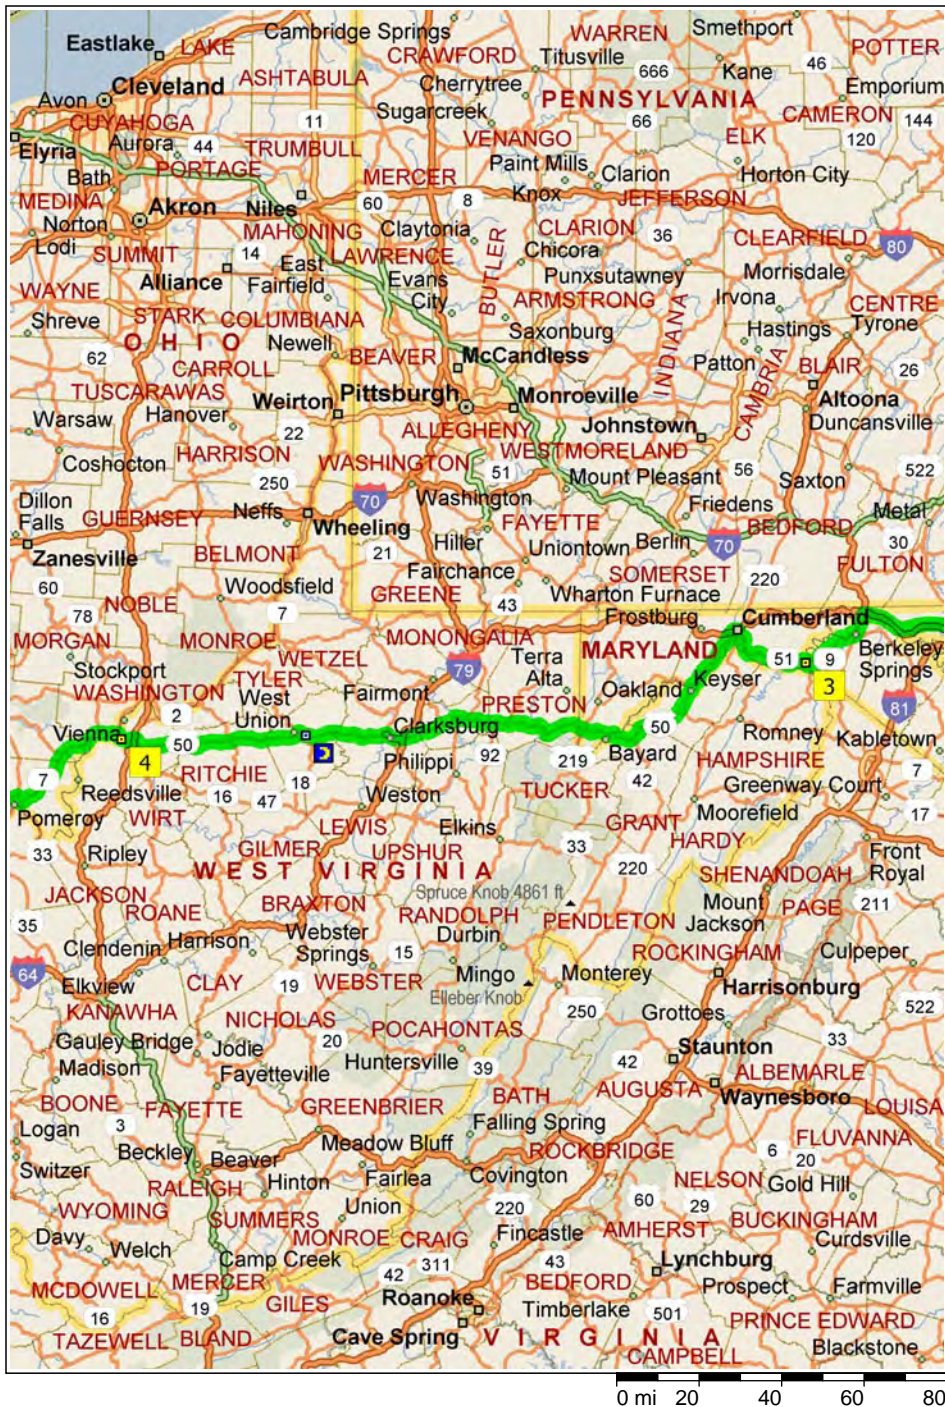 Cambridge Springs
WARREN
Smethport
Eastlake
LAKE
CRAWFORD
Titusville
POTTER
666
Kane
46
Cleveland
ASHTABULA
Cherrytree
Emporium
Avon
Sugarcreek
PENNSYLVANIA
CUYAHOGA
11
66
CAMERON
144
Elyria
Aurora
44
TRUMBULL
VENANGO
ELK
120
Bath
PORTAGE
Paint Mills
Clarion
Horton City
MERCER
Knox
MEDINA
Akron
Niles
60
8
JEFFERSON
Norton
MAHONING
Claytonia
CLARION
36
CLEARFIELD
80
Lodi
SUMMIT
14
East
Fairfield
LAWRENCE
BUTLER
Chicora
Alliance
Evans
City
Punxsutawney
Morrisdale
WAYNE
ARMSTRONG
INDIANA
Irvona
CENTRE
STARK
COLUMBIANA
Shreve
Saxonburg
Hastings
Tyrone
OHIO
Newell
BEAVER
McCandless
Patton
BLAIR
62
CARROLL
CAMBRIA
26
TUSCARAWAS
Weirton
Pittsburgh
Monroeville
Altoona
Warsaw
Hanover
Johnstown
Duncansville
22
ALLEGHENY
HARRISON
WASHINGTON
WESTMORELAND
Coshocton
51
Mount Pleasant
56
Saxton
522
250
70
Washington
Dillon
Falls
GUERNSEY
Neffs
Wheeling
FAYETTE
Friedens
BEDFORD
Metal
Zanesville
BELMONT
21
Hiller
Uniontown
Berlin
70
30
Fairchance
SOMERSET
220
FULTON
60
Woodsfield
GREENE
Wharton Furnace
78
NOBLE
7
43
Frostburg
Cumberland
MORGAN
MONROE
MONONGALIA
MARYLAND
51
9
Berkeley
Springs
Stockport
WETZEL
79
Terra
Alta
3
WASHINGTON
TYLER
Fairmont
Oakland
Keyser
81
2
West
Union
PRESTON
Vienna
50
Clarksburg
50
Romney
Kabletown
4
92
219
Bayard
7
RITCHIE
Philippi
42
HAMPSHIRE
7
Reedsville
16
47
18
Weston
TUCKER
Greenway Court
Pomeroy
WIRT
Moorefield
17
LEWIS
Elkins
GRANT
33
GILMER
UPSHUR
33
HARDY
Front
Royal
Ripley
WEST VIRGINIA
220
SHENANDOAH
JACKSON
Spruce Knob 4861 ft
BRAXTON
RANDOLPH
Mount
Jackson
PAGE
211
35
ROANE
PENDLETON
Webster
Springs
Durbin
Clendenin
Harrison
15
ROCKINGHAM
Culpeper
64
CLAY
19
WEBSTER
Mingo
Monterey
Elkview
Elleber Knob
Harrisonburg
KANAWHA
NICHOLAS
250
Grottoes
522
20
POCAHONTAS
Gauley Bridge
Jodie
Huntersville
39
42
Staunton
33
Madison
Fayetteville
ALBEMARLE
BOONE
FAYETTE
GREENBRIER
BATH
AUGUSTA
Waynesboro
LOUISA
Logan
3
Meadow Bluff
Falling Spring
FLUVANNA
Beckley
Beaver
ROCKBRIDGE
6
20
Switzer
RALEIGH
Hinton
Fairlea
Covington
NELSON
Gold Hill
WYOMING
Union
220
60
29
SUMMERS
BUCKINGHAM
Davy
MONROE
CRAIG
Fincastle
AMHERST
Curdsville
Welch
Camp Creek
311
43
Lynchburg
MCDOWELL
MERCER
42
BEDFORD
Prospect
Farmville
16
19
GILES
Roanoke
Timberlake
501
PRINCE EDWARD
TAZEWELL
BLAND
Cave Spring
VIRGINIA
CAMPBELL
Blackstone
0 mi 20 40 60 80